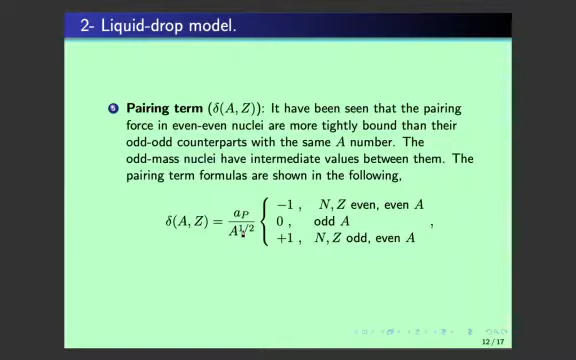 2- Liquid-drop model.
5 Pairing term (δ(A, Z)): It have been seen that the pairing
force in even-even nuclei are more tightly bound than their
odd-odd counterparts with the same A number. The
odd-mass nuclei have intermediate values between them. The
pairing term formulas are shown in the following,
δ(A, Z) = a_P / A^{1/2} { −1 , N, Z even, even A
0 , odd A
+1 , N, Z odd, even A ,
12 / 17